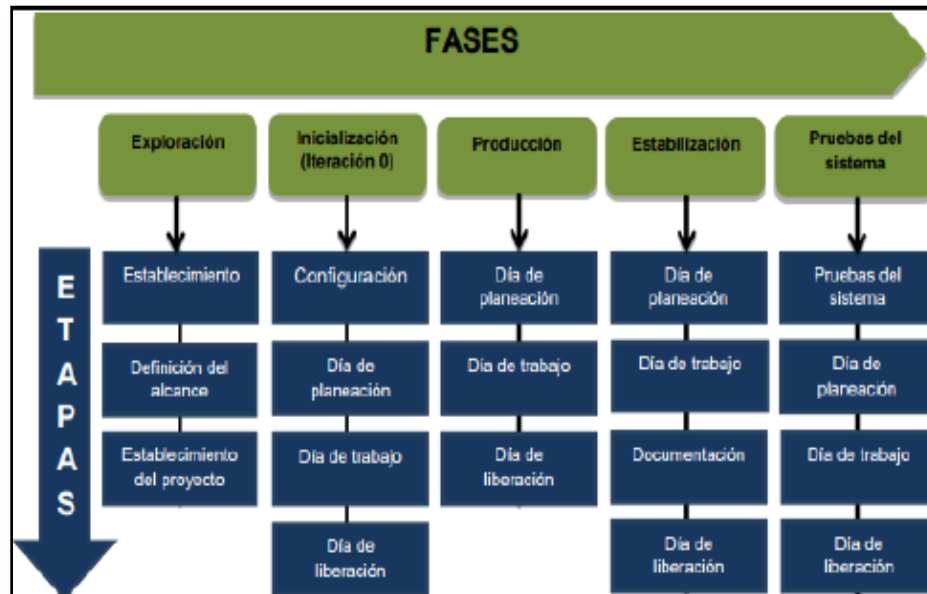 FASES
Exploración
Inicialización
(Iteración 0)
Producción
Estabilización
Pruebas del
sistema
ETAPAS
Establecimiento
Configuración
Día de
planeación
Día de
planeación
Pruebas del
sistema
Definición del
alcance
Día de
planeación
Día de trabajo
Día de trabajo
Día de
planeación
Establecimiento
del proyecto
Día de trabajo
Día de
liberación
Documentación
Día de trabajo
Día de
liberación
Día de
liberación
Día de
liberación